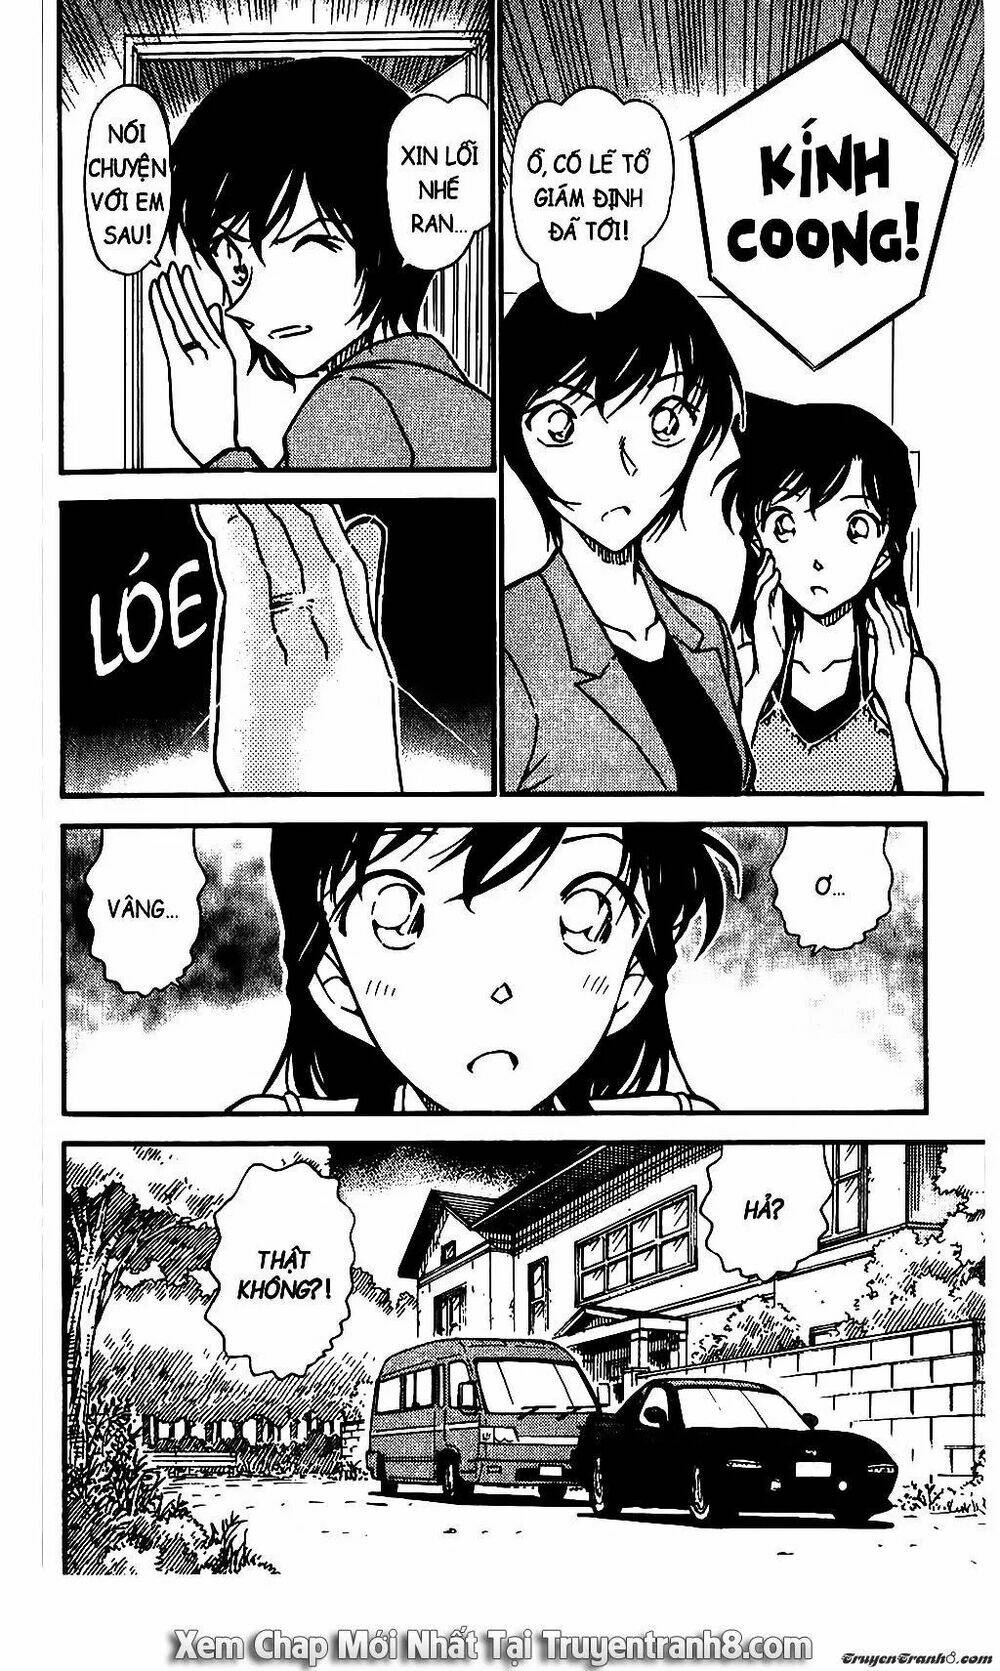 KÍNH
COONG!
Ồ, CÓ LẼ TỔ
GIÁM ĐỊNH
ĐÃ TỚI!
XIN LỖI
NHÉ
RAN...
NÓI
CHUYỆN
VỚI EM
SAU!
LÓE
Ơ...
VÂNG...
HẢ?
THẬT
KHÔNG?!
Xem Chap Mới Nhất Tại Truyentranh8.com
TruyenTranh8.com